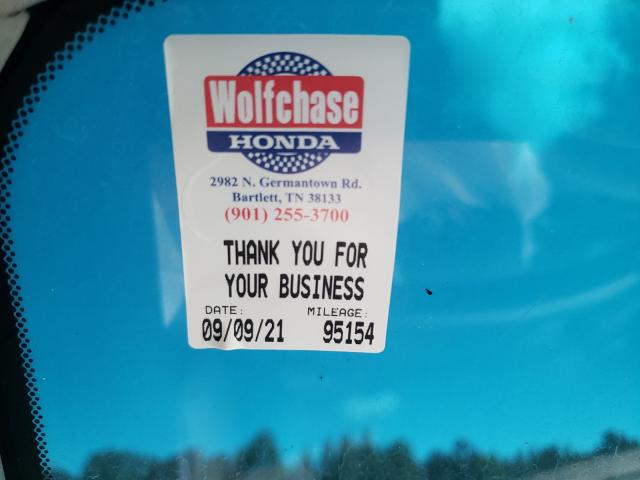 Wolfchase
HONDA
2982 N. Germantown Rd.
Bartlett, TN 38133
(901) 255-3700
THANK YOU FOR
YOUR BUSINESS
DATE: MILEAGE:
09/09/21 95154